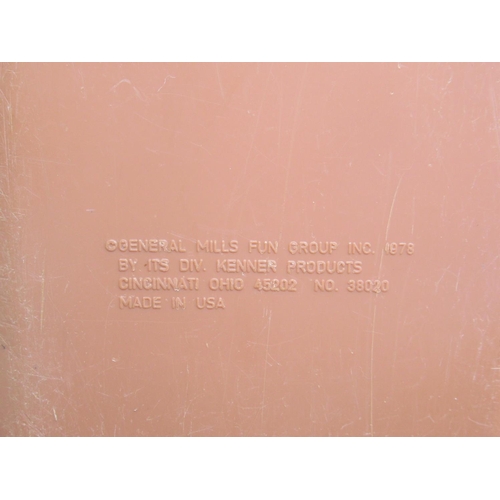 ©GENERAL MILLS FUN GROUP INC. 1978
BY ITS DIV. KENNER PRODUCTS
CINCINNATI OHIO 45202 NO. 38020
MADE IN USA